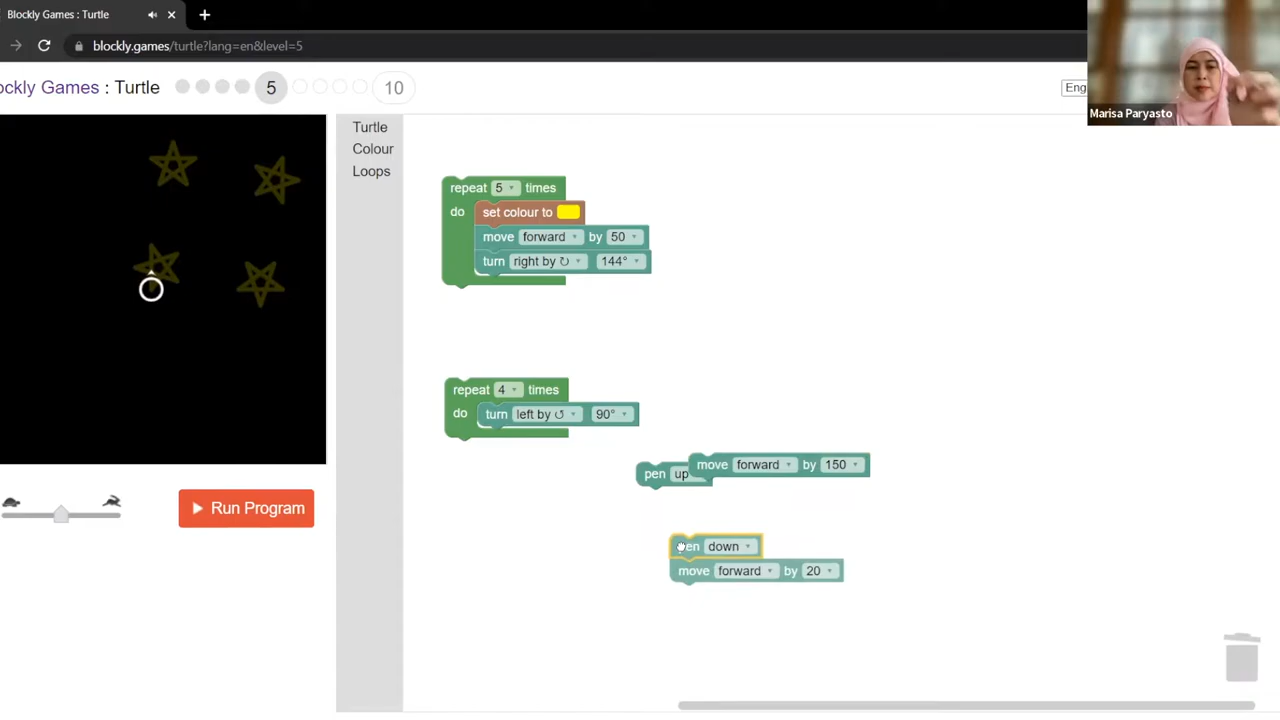 Blockly Games : Turtle
blockly.games/turtle?lang=en&level=5
ockly Games : Turtle
5
10
Eng
Marisa Paryasto
Turtle
Colour
Loops
repeat 5 times
do
set colour to
move forward by 50
turn right by ↻ 144°
repeat 4 times
do
turn left by ↺ 90°
pen up
move forward by 150
en down
move forward by 20
Run Program